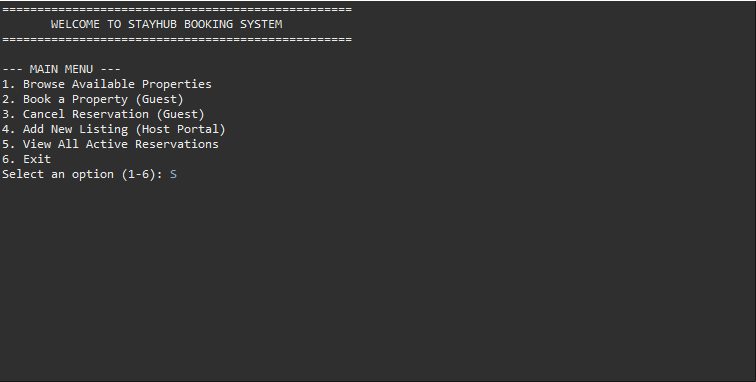 ==================================================
WELCOME TO STAYHUB BOOKING SYSTEM
==================================================
--- MAIN MENU ---
1. Browse Available Properties
2. Book a Property (Guest)
3. Cancel Reservation (Guest)
4. Add New Listing (Host Portal)
5. View All Active Reservations
6. Exit
Select an option (1-6): S